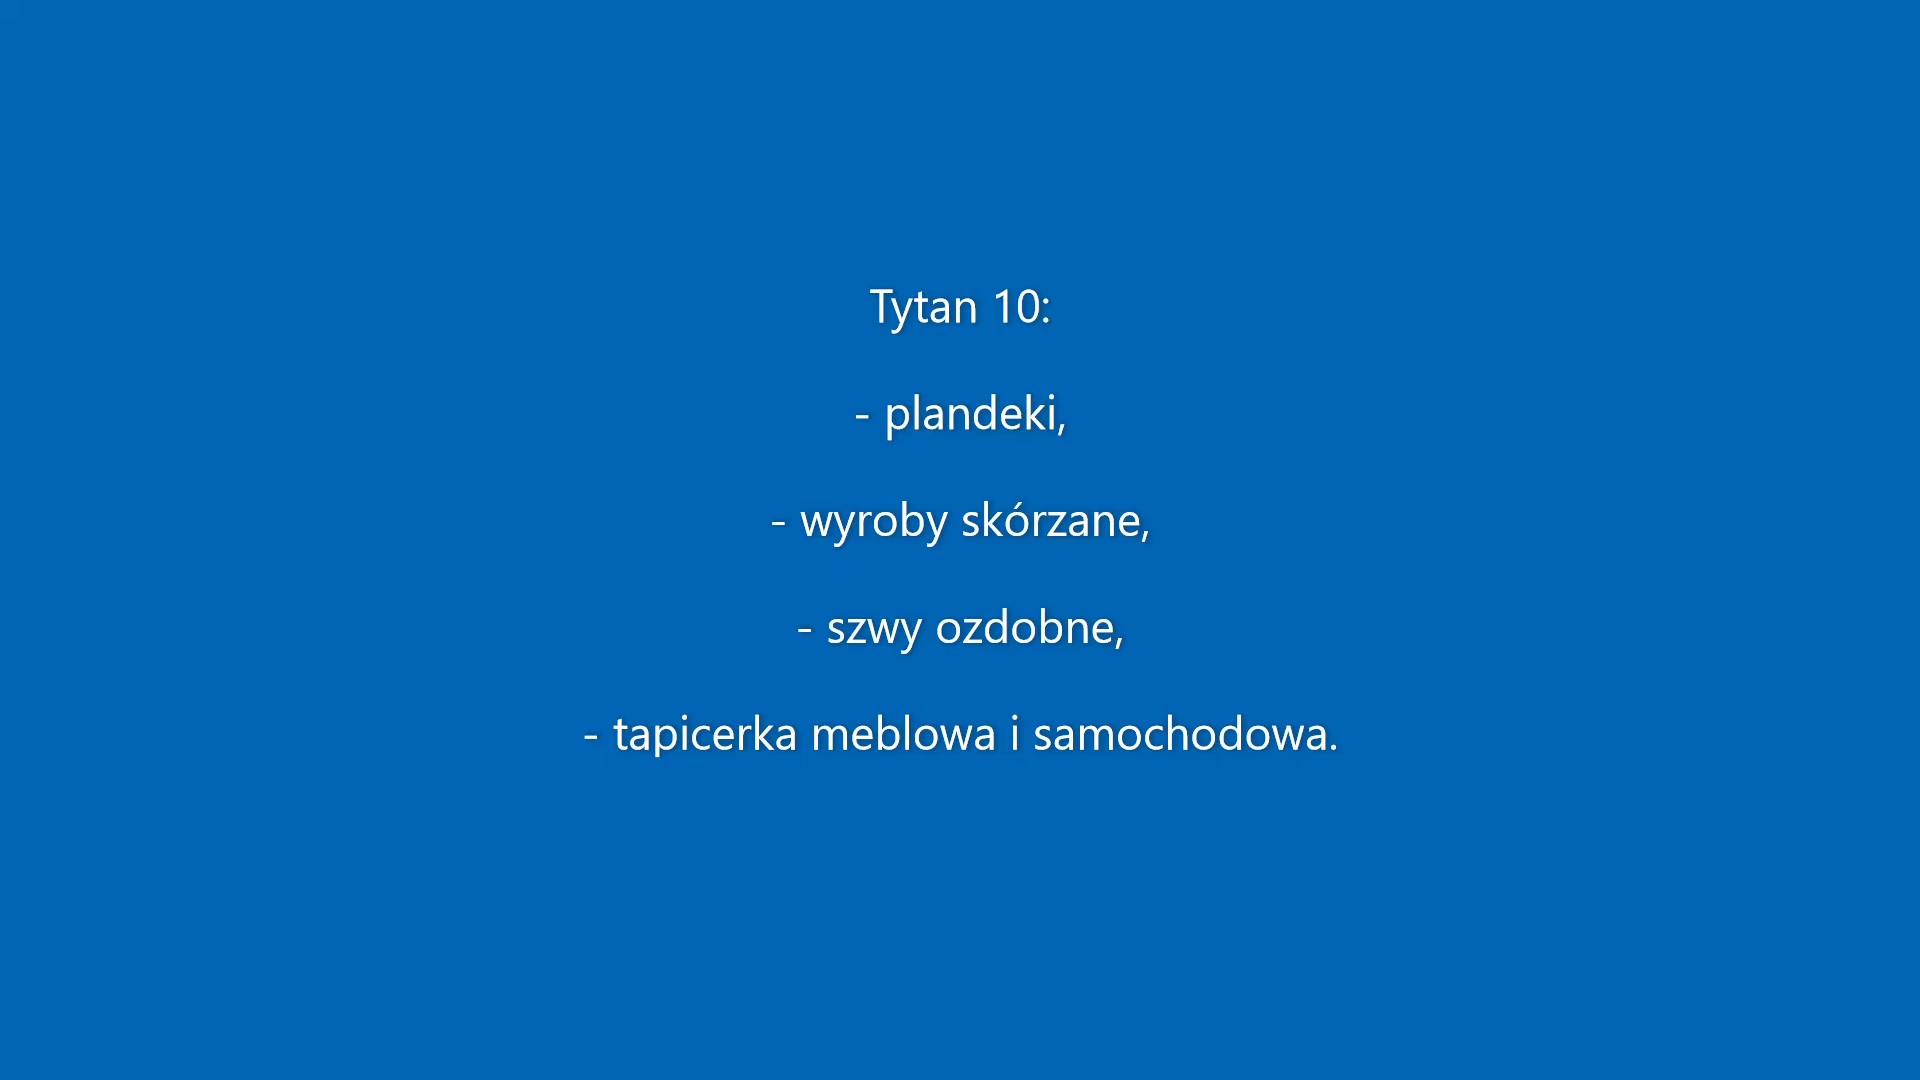 Tytan 10:
- plandeki,
- wyroby skórzane,
- szwy ozdobne,
- tapicerka meblowa i samochodowa.